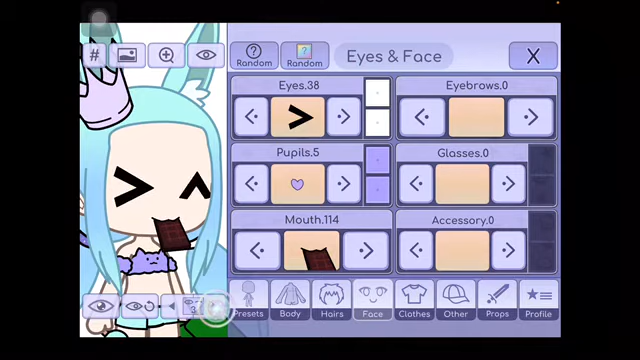 #
Random
Random
Eyes & Face
X
Eyes.38
Eyebrows.0
Pupils.5
Glasses.0
Mouth.114
Accessory.0
Presets
Body
Hairs
Face
Clothes
Other
Props
Profile